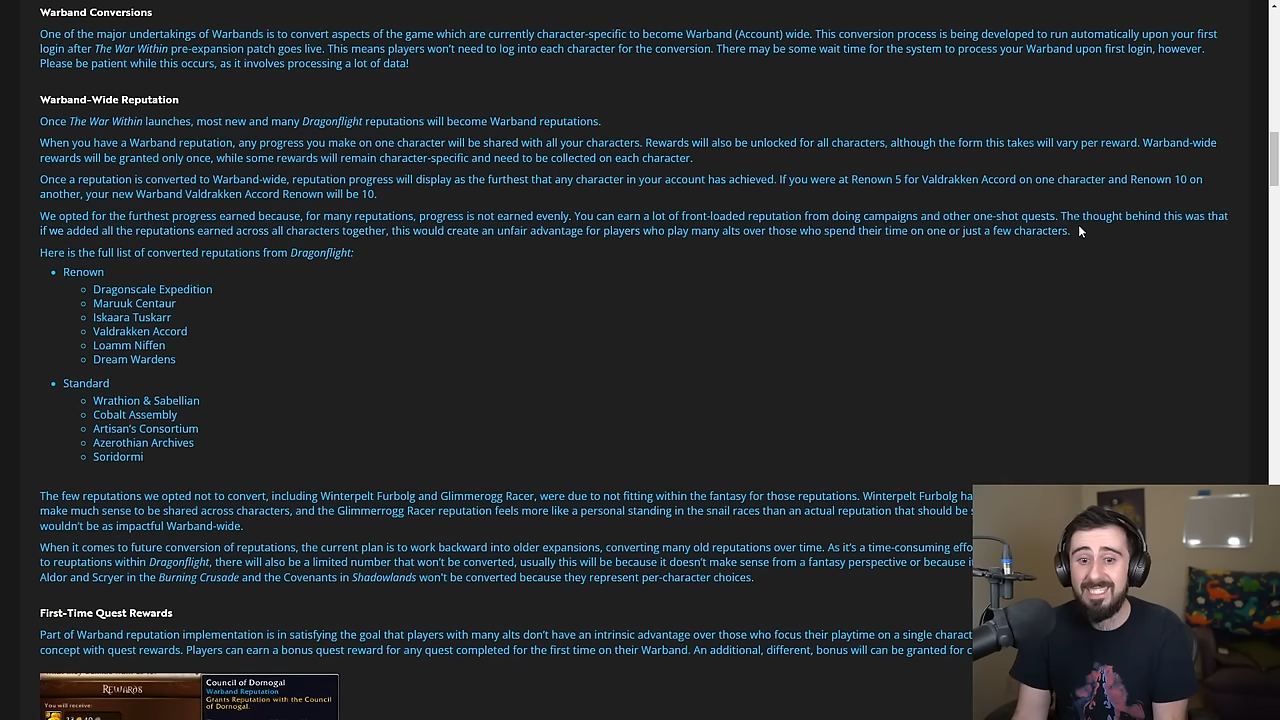 Warband Conversions
One of the major undertakings of Warbands is to convert aspects of the game which are currently character-specific to become Warband (Account) wide. This conversion process is being developed to run automatically upon your first
login after The War Within pre-expansion patch goes live. This means players won't need to log into each character for the conversion. There may be some wait time for the system to process your Warband upon first login, however.
Please be patient while this occurs, as it involves processing a lot of data!
Warband-Wide Reputation
Once The War Within launches, most new and many Dragonflight reputations will become Warband reputations.
When you have a Warband reputation, any progress you make on one character will be shared with all your characters. Rewards will also be unlocked for all characters, although the form this takes will vary per reward. Warband-wide
rewards will be granted only once, while some rewards will remain character-specific and need to be collected on each character.
Once a reputation is converted to Warband-wide, reputation progress will display as the furthest that any character in your account has achieved. If you were at Renown 5 for Valdrakken Accord on one character and Renown 10 on
another, your new Warband Valdrakken Accord Renown will be 10.
We opted for the furthest progress earned because, for many reputations, progress is not earned evenly. You can earn a lot of front-loaded reputation from doing campaigns and other one-shot quests. The thought behind this was that
if we added all the reputations earned across all characters together, this would create an unfair advantage for players who play many alts over those who spend their time on one or just a few characters.
Here is the full list of converted reputations from Dragonflight:
• Renown
○ Dragonscale Expedition
○ Maruuk Centaur
○ Iskaara Tuskarr
○ Valdrakken Accord
○ Loamm Niffen
○ Dream Wardens
• Standard
○ Wrathion & Sabellian
○ Cobalt Assembly
○ Artisan's Consortium
○ Azerothian Archives
○ Soridormi
The few reputations we opted not to convert, including Winterpelt Furbolg and Glimmerogg Racer, were due to not fitting within the fantasy for those reputations. Winterpelt Furbolg ha
make much sense to be shared across characters, and the Glimmerrogg Racer reputation feels more like a personal standing in the snail races than an actual reputation that should be
wouldn't be as impactful Warband-wide.
When it comes to future conversion of reputations, the current plan is to work backward into older expansions, converting many old reputations over time. As it's a time-consuming effo
to reuptations within Dragonflight, there will also be a limited number that won't be converted, usually this will be because it doesn't make sense from a fantasy perspective or because
Aldor and Scryer in the Burning Crusade and the Covenants in Shadowlands won't be converted because they represent per-character choices.
First-Time Quest Rewards
Part of Warband reputation implementation is in satisfying the goal that players with many alts don't have an intrinsic advantage over those who focus their playtime on a single charact
concept with quest rewards. Players can earn a bonus quest reward for any quest completed for the first time on their Warband. An additional, different, bonus will can be granted for
REWARDS
You will receive:
Council of Dornogal
Warband Reputation
Grants Reputation with the Council
of Dornogal.